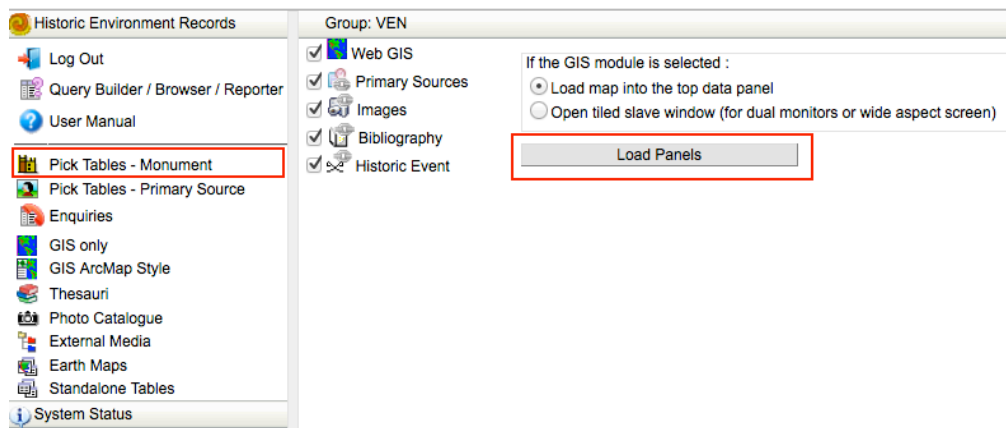 Historic Environment Records
Log Out
Query Builder / Browser / Reporter
User Manual
Pick Tables - Monument
Pick Tables - Primary Source
Enquiries
GIS only
GIS ArcMap Style
Thesauri
Photo Catalogue
External Media
Earth Maps
Standalone Tables
System Status
Group: VEN
Web GIS
Primary Sources
Images
Bibliography
Historic Event
If the GIS module is selected :
Load map into the top data panel
Open tiled slave window (for dual monitors or wide aspect screen)
Load Panels